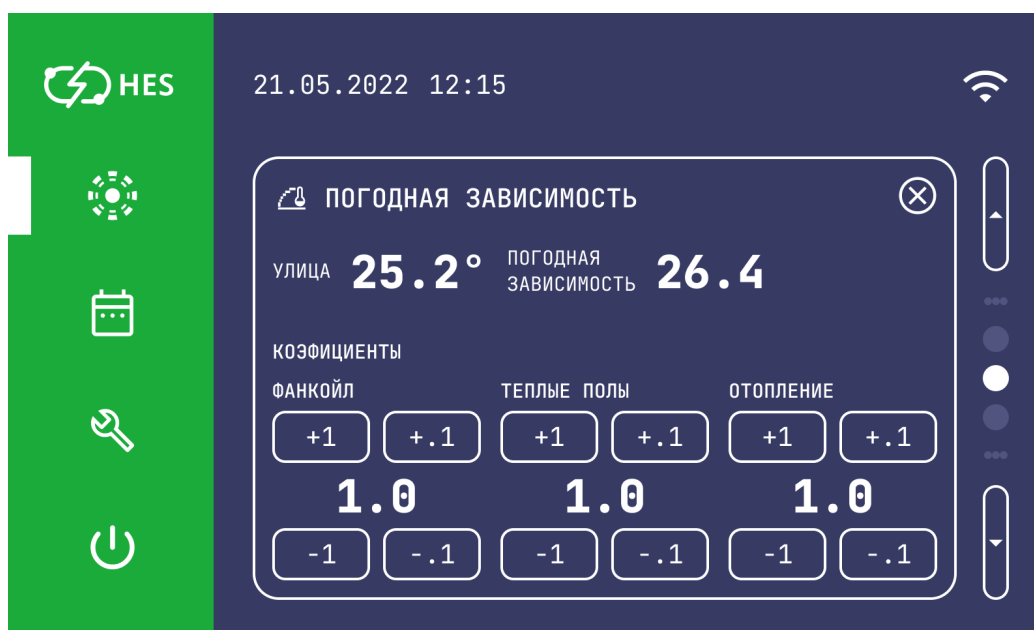 HES
21.05.2022 12:15
ПОГОДНАЯ ЗАВИСИМОСТЬ
УЛИЦА 25.2° ПОГОДНАЯ ЗАВИСИМОСТЬ 26.4
КОЭФИЦИЕНТЫ
ФАНКОЙЛ ТЕПЛЫЕ ПОЛЫ ОТОПЛЕНИЕ
+1 +.1 +1 +.1 +1 +.1
1.0 1.0 1.0
-1 -.1 -1 -.1 -1 -.1